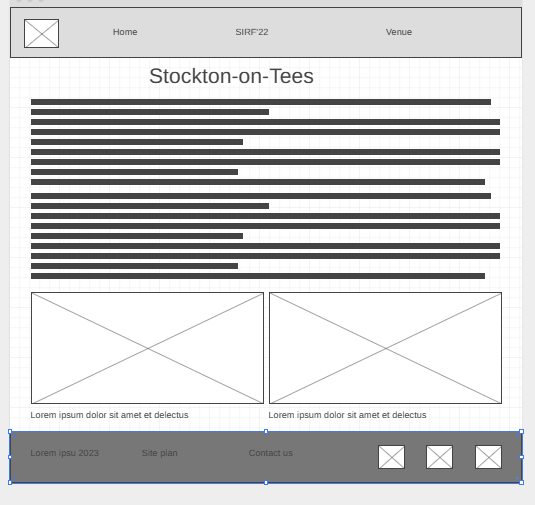 Home
SIRF'22
Venue
Stockton-on-Tees
Lorem ipsum dolor sit amet et delectus
Lorem ipsum dolor sit amet et delectus
Lorem ipsu 2023
Site plan
Contact us